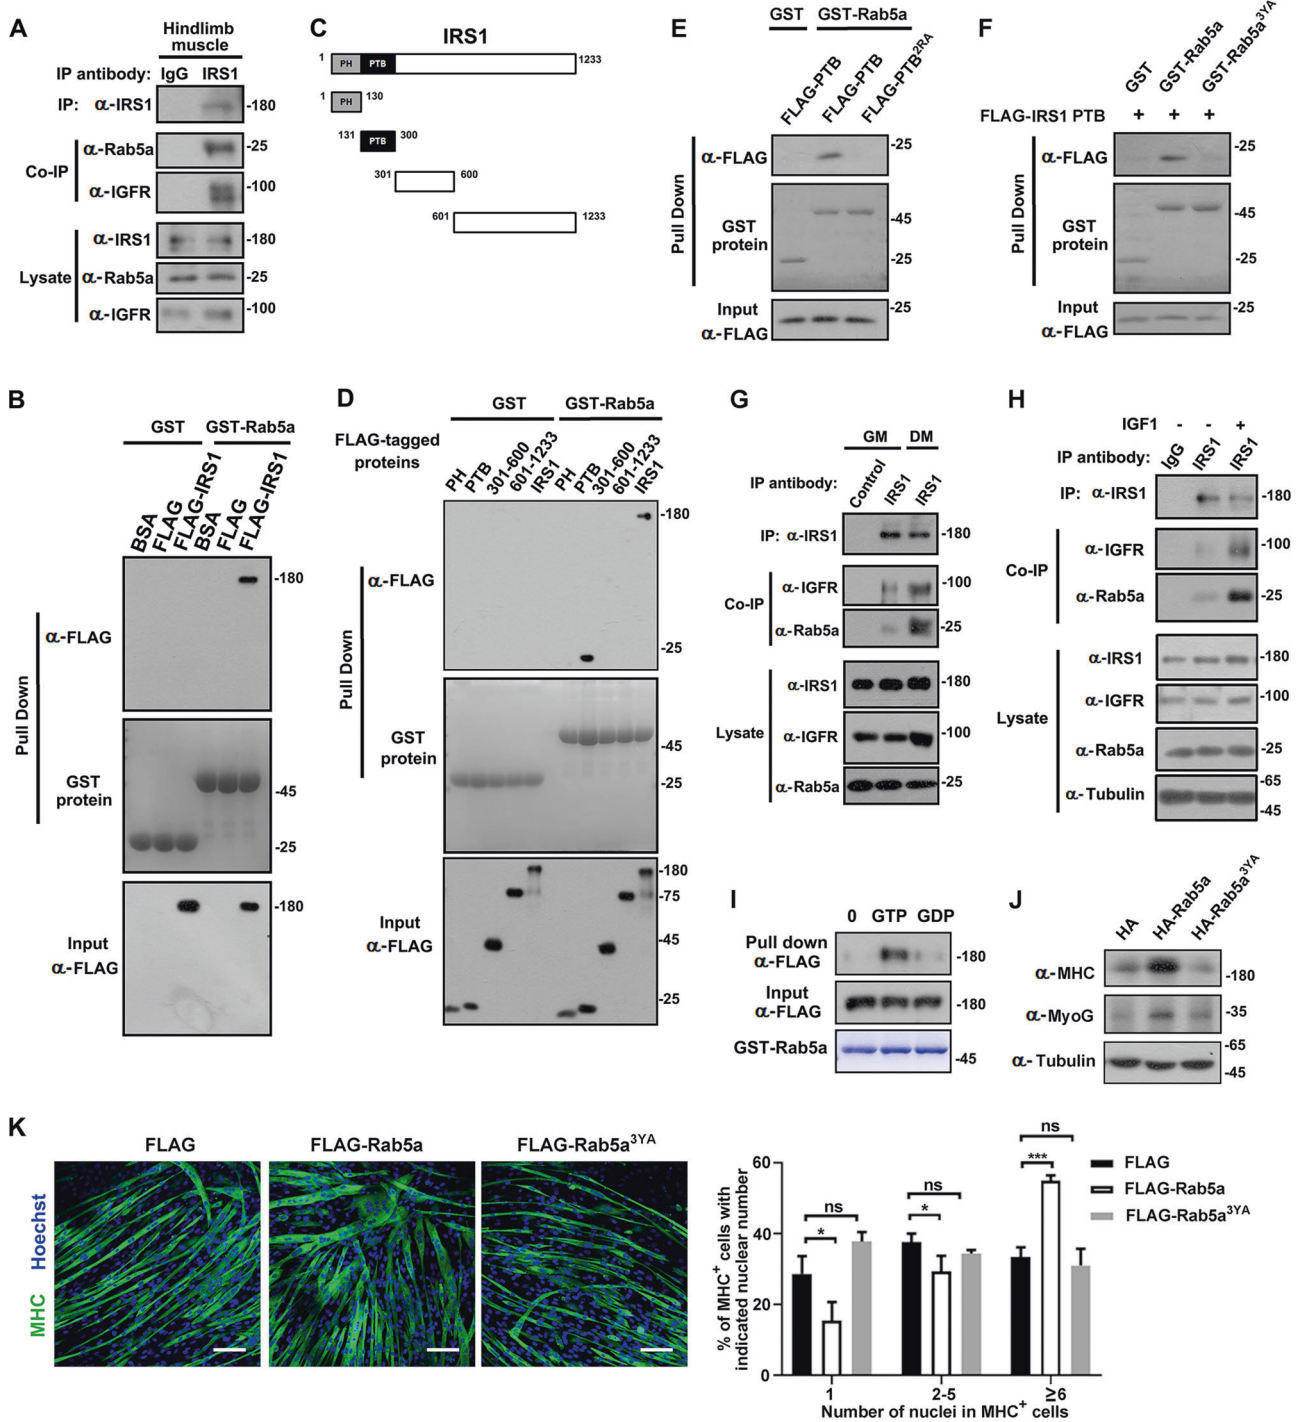 A
Hindlimb
muscle
IP antibody: IgG IRS1
IP: α-IRS1 -180
Co-IP
α-Rab5a -25
α-IGFR -100
Lysate
α-IRS1 -180
α-Rab5a -25
α-IGFR -100
B
GST GST-Rab5a
BSA FLAG FLAG-IRS1 BSA FLAG FLAG-IRS1
Pull Down
α-FLAG -180
GST
protein
-45
-25
Input
α-FLAG
-180
C
IRS1
1 PH PTB 1233
1 PH 130
131 PTB 300
301 600
601 1233
D
GST GST-Rab5a
FLAG-tagged
proteins
PH PTB 301-600 601-1233 IRS1 PH PTB 301-600 601-1233 IRS1
Pull Down
α-FLAG
-180
-25
GST
protein
-45
-25
Input
α-FLAG
-180
-75
-45
-25
E
GST GST-Rab5a
FLAG-PTB FLAG-PTB FLAG-PTB2RA
Pull Down
α-FLAG -25
GST
protein
-45
-25
Input
α-FLAG
-25
F
GST GST-Rab5a GST-Rab5a3YA
FLAG-IRS1 PTB + + +
Pull Down
α-FLAG -25
GST
protein
-45
-25
Input
α-FLAG
-25
G
GM DM
IP antibody: Control IRS1 IRS1
IP: α-IRS1 -180
Co-IP
α-IGFR -100
α-Rab5a -25
Lysate
α-IRS1 -180
α-IGFR -100
α-Rab5a -25
H
IGF1 - - +
IP antibody: IgG IRS1 IRS1
IP: α-IRS1 -180
Co-IP
α-IGFR -100
α-Rab5a -25
Lysate
α-IRS1 -180
α-IGFR -100
α-Rab5a -25
α-Tubulin
-65
-45
I
0 GTP GDP
Pull down
α-FLAG
-180
Input
α-FLAG
-180
GST-Rab5a -45
J
HA HA-Rab5a HA-Rab5a3YA
α-MHC -180
α-MyoG -35
α-Tubulin
-65
-45
K
FLAG FLAG-Rab5a FLAG-Rab5a3YA
MHC Hoechst
% of MHC+ cells with
indicated nuclear number
60
40
20
0
ns
*
ns
*
ns
***
FLAG
FLAG-Rab5a
FLAG-Rab5a3YA
1 2-5 ≥6
Number of nuclei in MHC+ cells